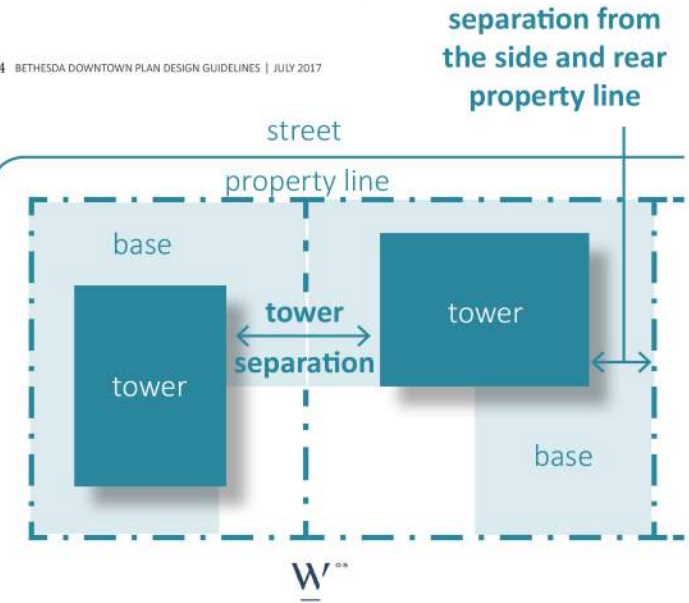 separation from
the side and rear
property line
4 BETHESDA DOWNTOWN PLAN DESIGN GUIDELINES | JULY 2017
street
property line
base
tower
tower
separation
tower
base
W